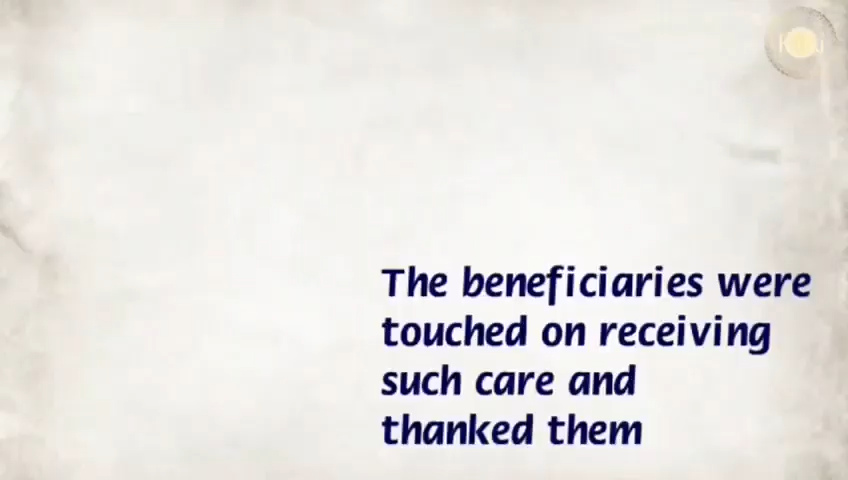 The beneficiaries were
touched on receiving
such care and
thanked them